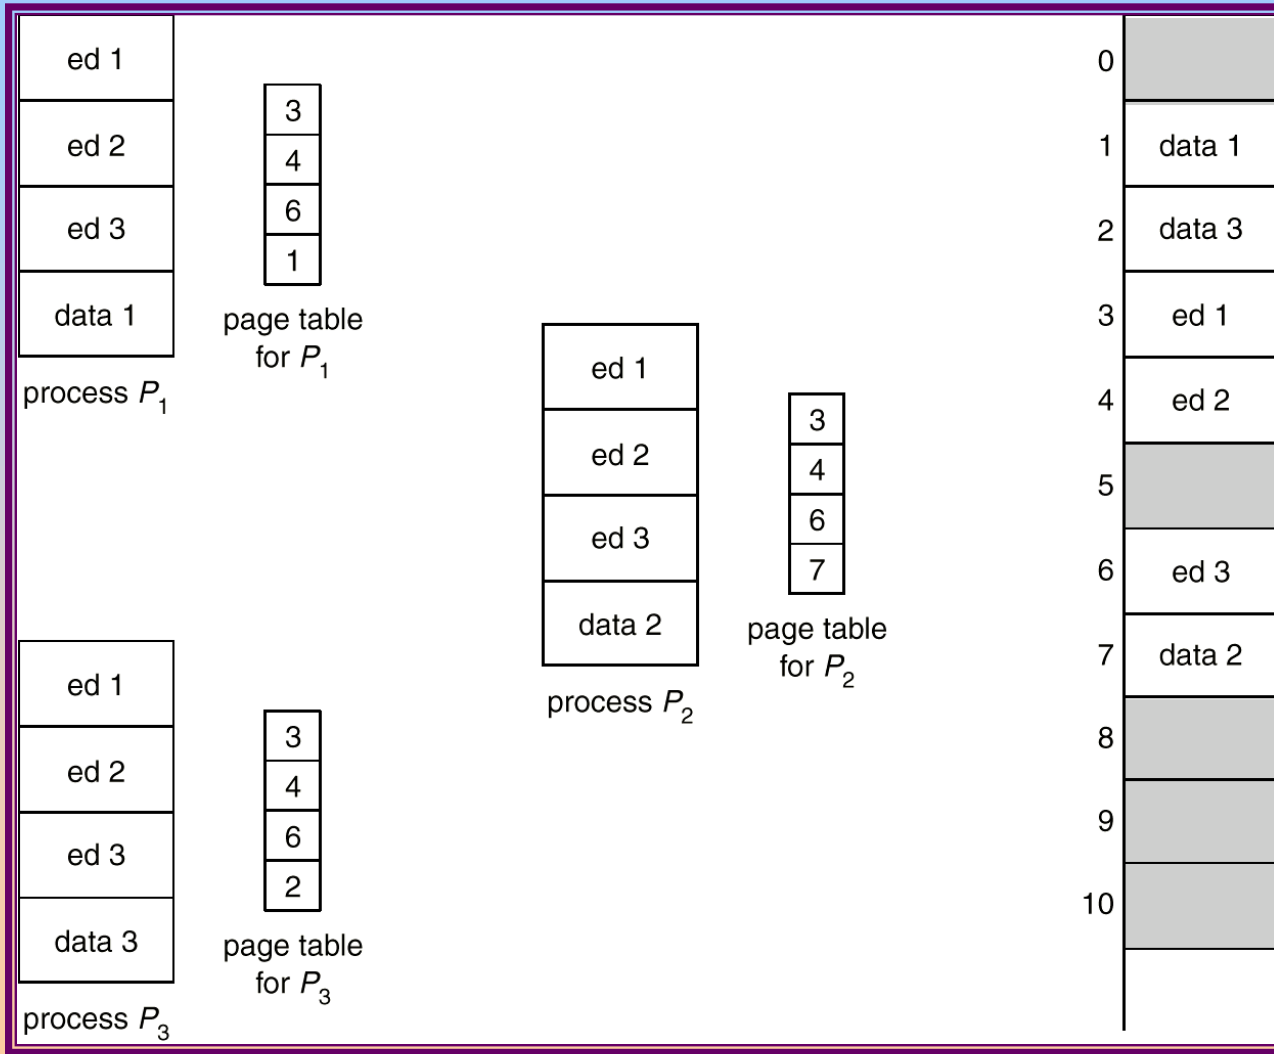 ed 1
ed 2
ed 3
data 1
process P1
3
4
6
1
page table
for P1
ed 1
ed 2
ed 3
data 2
process P2
3
4
6
7
page table
for P2
ed 1
ed 2
ed 3
data 3
process P3
3
4
6
2
page table
for P3
0
1 data 1
2 data 3
3 ed 1
4 ed 2
5
6 ed 3
7 data 2
8
9
10